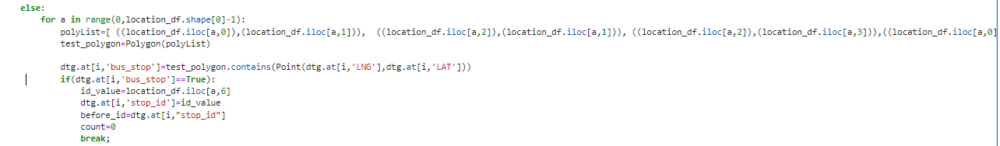 else:
    for a in range(0,location_df.shape[0]-1):
        polyList=[ ((location_df.iloc[a,0]),(location_df.iloc[a,1])),  ((location_df.iloc[a,2]),(location_df.iloc[a,1])), ((location_df.iloc[a,2]),(location_df.iloc[a,3])),((location_df.iloc[a,0]
        test_polygon=Polygon(polyList)
        dtg.at[i,'bus_stop']=test_polygon.contains(Point(dtg.at[i,'LNG'],dtg.at[i,'LAT']))
        if(dtg.at[i,'bus_stop']==True):
            id_value=location_df.iloc[a,6]
            dtg.at[i,'stop_id']=id_value
            before_id=dtg.at[i,"stop_id"]
            count=0
            break;